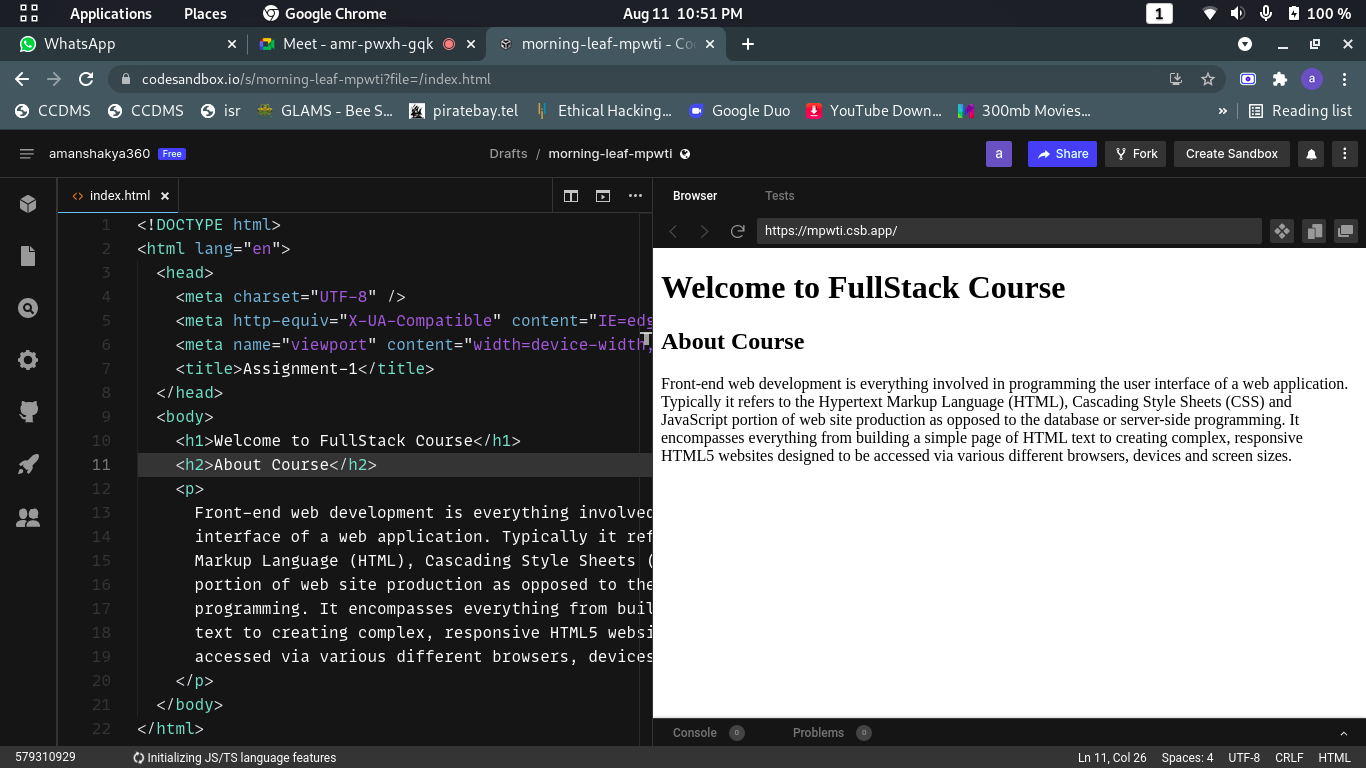 Applications Places Google Chrome Aug 11 10:51 PM 1 100 %
WhatsApp Meet - amr-pwxh-gqk morning-leaf-mpwti - Co
codesandbox.io/s/morning-leaf-mpwti?file=/index.html a
CCDMS CCDMS isr GLAMS - Bee S... piratebay.tel Ethical Hacking... Google Duo YouTube Down... 300mb Movies... » Reading list
amanshakya360 Free Drafts / morning-leaf-mpwti a Share Fork Create Sandbox
index.html
1 <!DOCTYPE html>
2 <html lang="en">
3 <head>
4 <meta charset="UTF-8" />
5 <meta http-equiv="X-UA-Compatible" content="IE=edg
6 <meta name="viewport" content="width=device-width,
7 <title>Assignment-1</title>
8 </head>
9 <body>
10 <h1>Welcome to FullStack Course</h1>
11 <h2>About Course</h2>
12 <p>
13 Front-end web development is everything involved
14 interface of a web application. Typically it ref
15 Markup Language (HTML), Cascading Style Sheets (
16 portion of web site production as opposed to the
17 programming. It encompasses everything from buil
18 text to creating complex, responsive HTML5 websi
19 accessed via various different browsers, devices
20 </p>
21 </body>
22 </html>
Browser Tests
https://mpwti.csb.app/
Welcome to FullStack Course
About Course
Front-end web development is everything involved in programming the user interface of a web application.
Typically it refers to the Hypertext Markup Language (HTML), Cascading Style Sheets (CSS) and
JavaScript portion of web site production as opposed to the database or server-side programming. It
encompasses everything from building a simple page of HTML text to creating complex, responsive
HTML5 websites designed to be accessed via various different browsers, devices and screen sizes.
Console 0 Problems 0
579310929 Initializing JS/TS language features Ln 11, Col 26 Spaces: 4 UTF-8 CRLF HTML